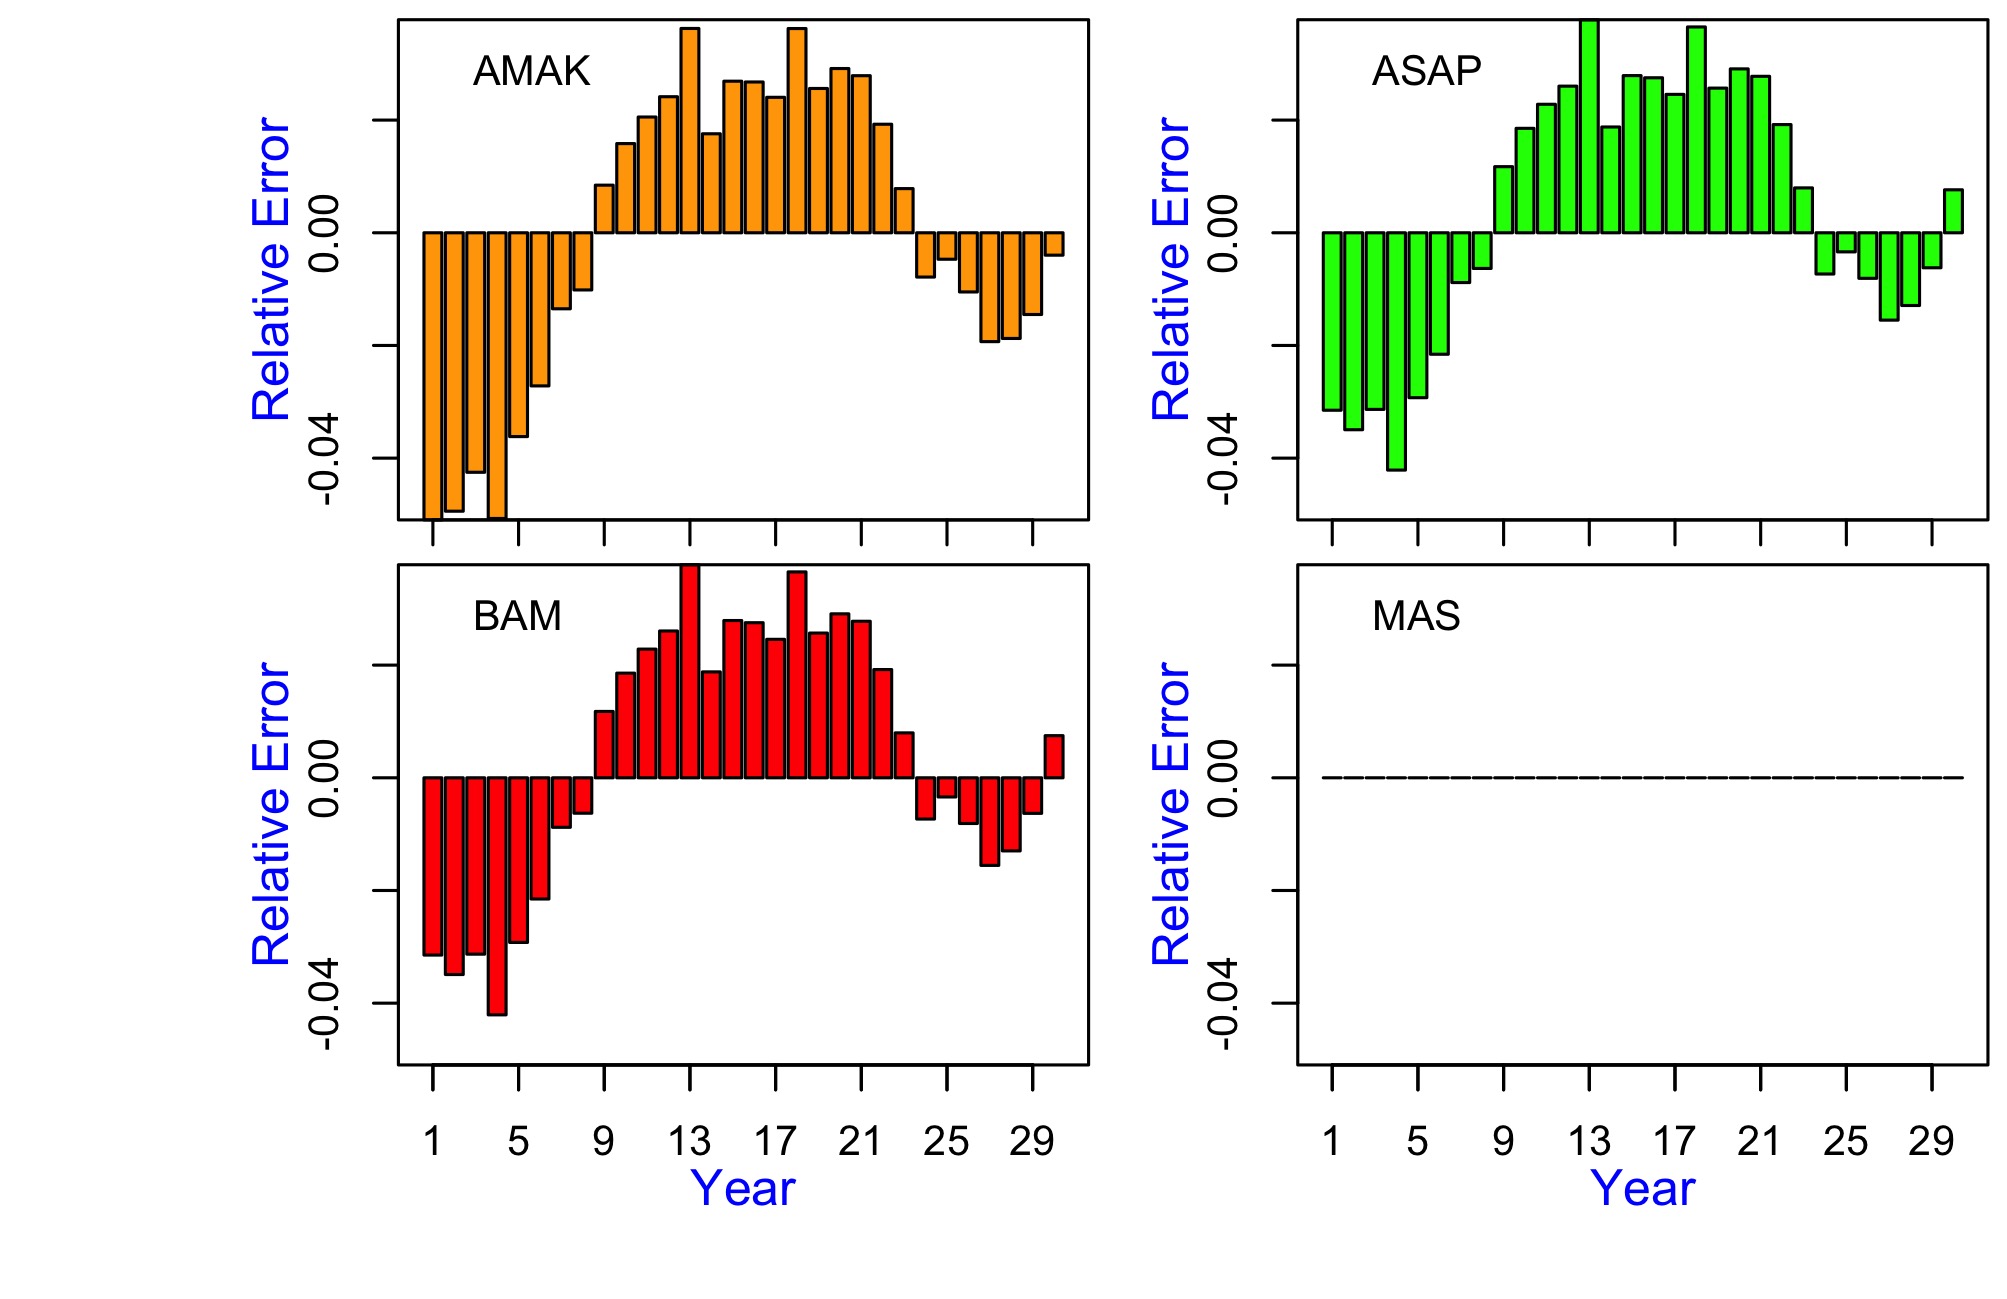 AMAK
Relative Error
0.00
-0.04
ASAP
Relative Error
0.00
-0.04
BAM
Relative Error
0.00
-0.04
1 5 9 13 17 21 25 29
Year
MAS
Relative Error
0.00
-0.04
1 5 9 13 17 21 25 29
Year